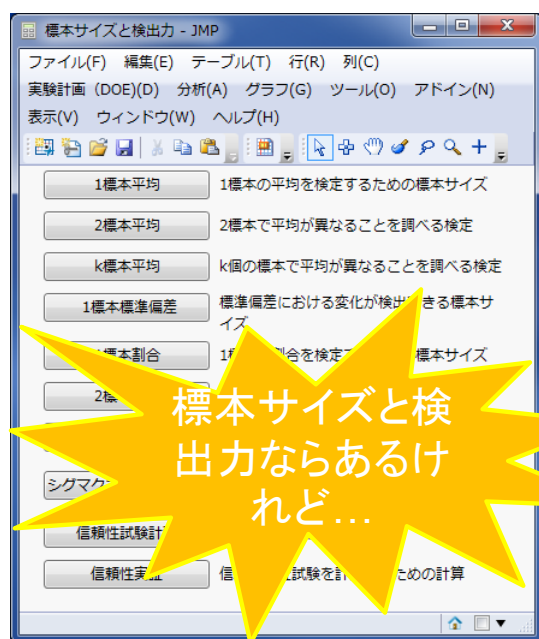 標本サイズと検出力 - JMP
ファイル(F) 編集(E) テーブル(T) 行(R) 列(C)
実験計画 (DOE)(D) 分析(A) グラフ(G) ツール(O) アドイン(N)
表示(V) ウィンドウ(W) ヘルプ(H)
1標本平均 1標本の平均を検定するための標本サイズ
2標本平均 2標本で平均が異なることを調べる検定
k標本平均 k個の標本で平均が異なることを調べる検定
1標本標準偏差 標準偏差における変化が検出できる標本サ
イズ
標本割合 割合を検定 標本サイズ
標本サイズと検
出力ならあるけ
れど…
シグマ
信頼性試験計
信頼性実証 試験を ための計算